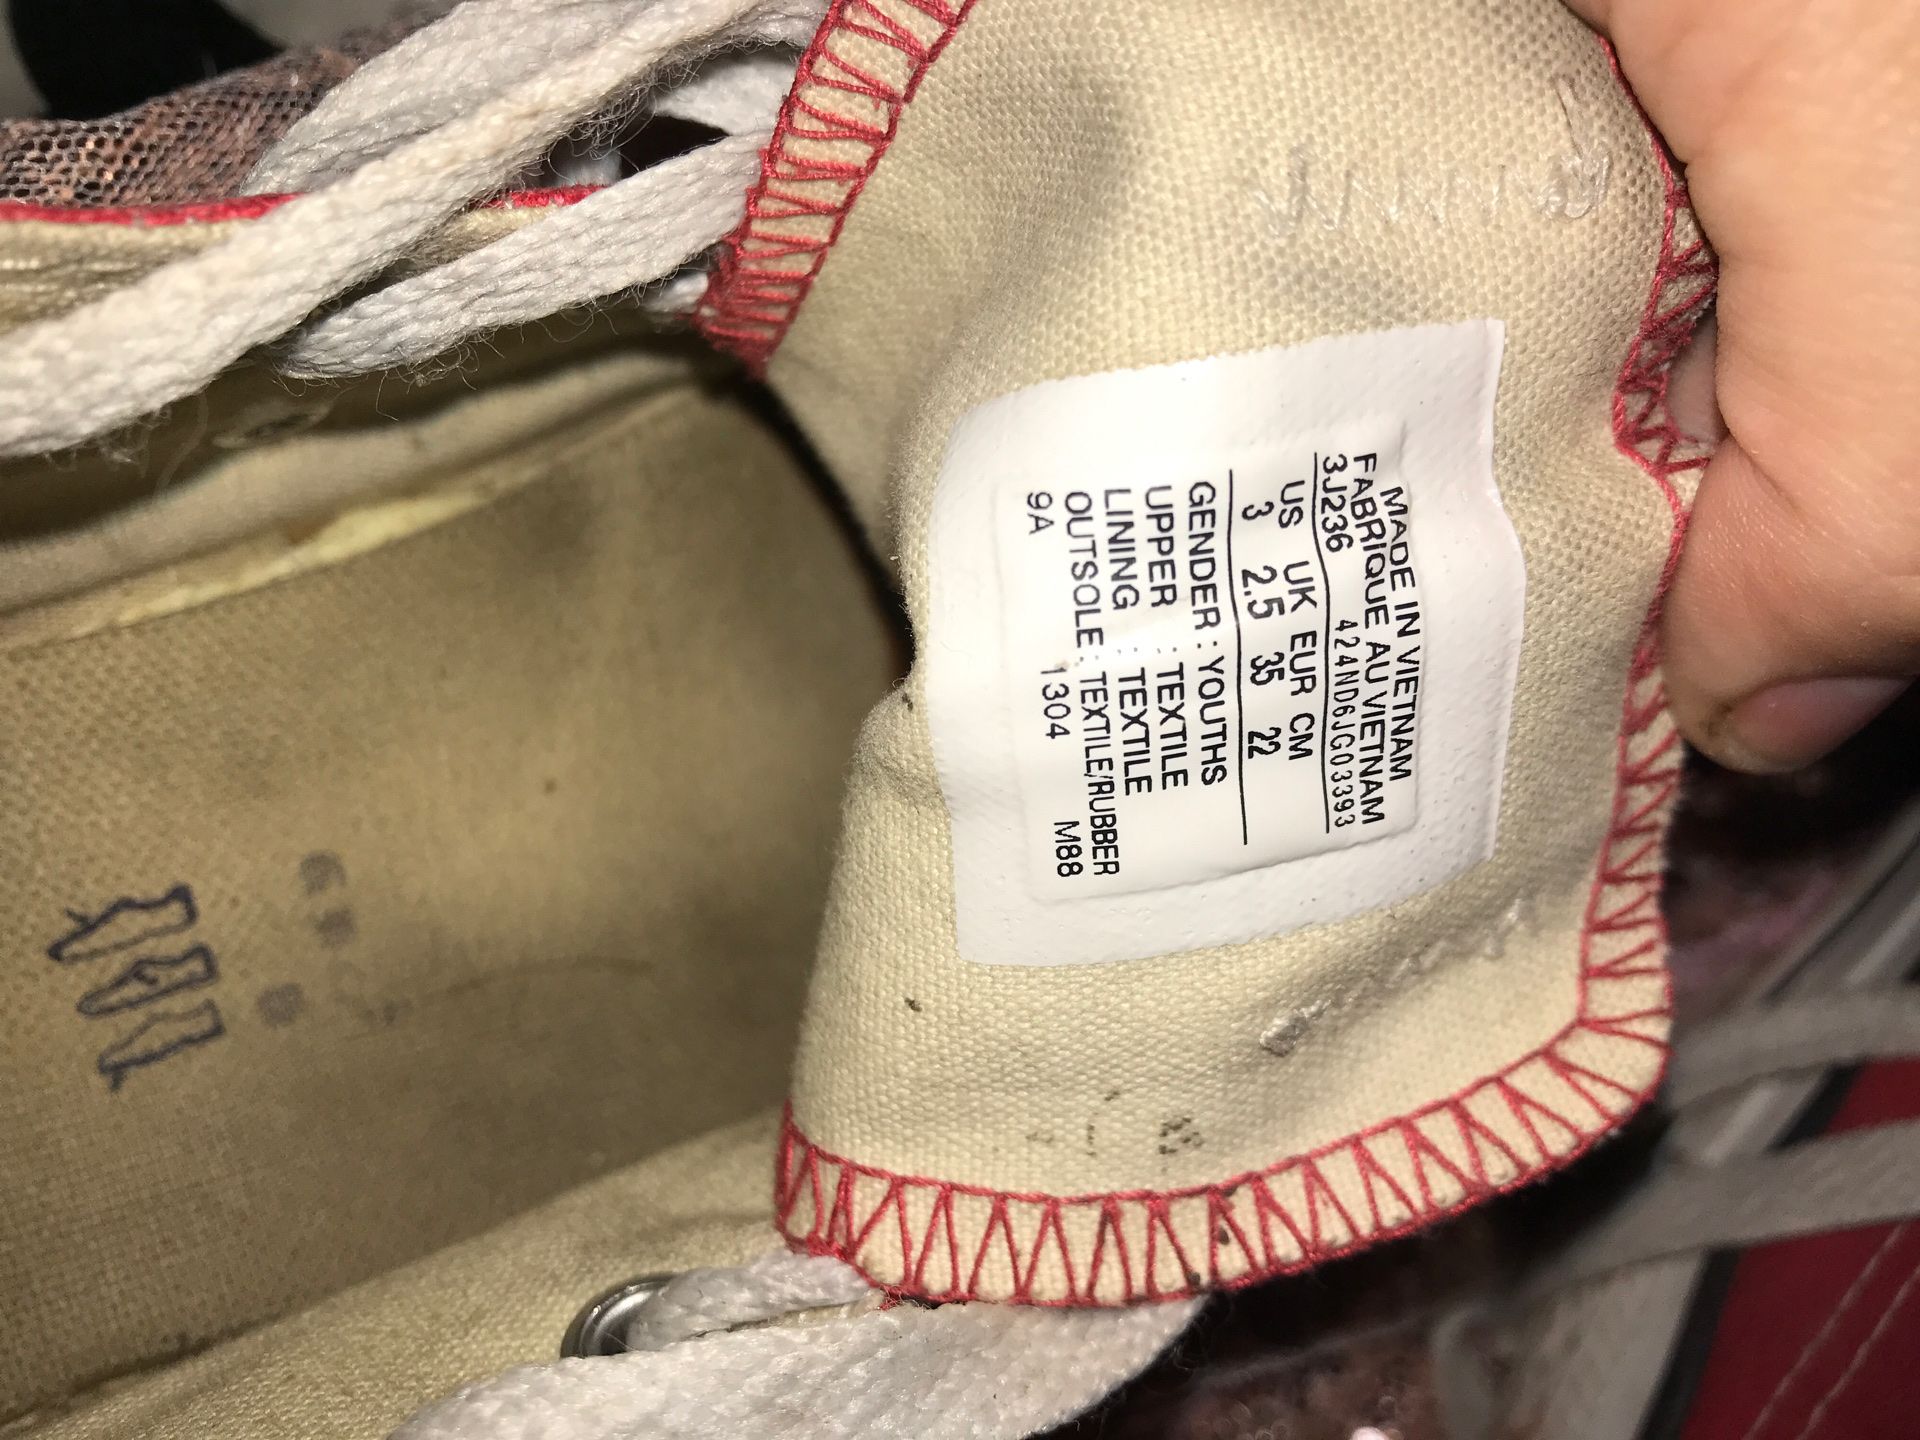 MADE IN VIETNAM
FABRIQUE AU VIETNAM
3J236 424ND6JG03393
US UK EUR CM
3 2.5 35 22
GENDER : YOUTHS
UPPER : TEXTILE
LINING : TEXTILE
OUTSOLE : TEXTILE/RUBBER
9A 1304 M88